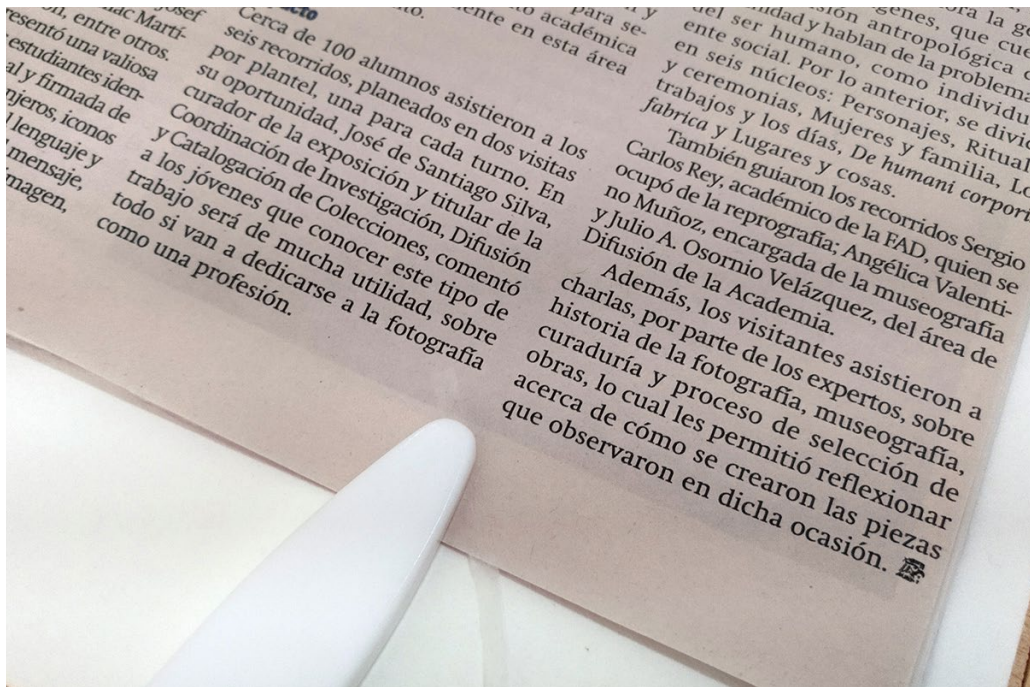 Josef
ón, entre otros.
esentó una valiosa
estudiantes iden-
al y firmada de
njeros, iconos
lenguaje y
mensaje,
magen,
Cerca de 100 alumnos asistieron a los
seis recorridos, planeados en dos visitas
por plantel, una para cada turno. En
su oportunidad, José de Santiago Silva,
curador de la exposición y titular de la
Coordinación de Investigación, Difusión
y Catalogación de Colecciones, comentó
a los jóvenes que conocer este tipo de
trabajo será de mucha utilidad, sobre
todo si van a dedicarse a la fotografía
como una profesión.
para se-
académica
ente en esta área
del ser humano, como individu
ente social. Por lo anterior, se divi
en seis núcleos: Personajes, Ritual
y ceremonias, Mujeres y familia, Lo
trabajos y los días, De humani corpori
fabrica y Lugares y cosas.
También guiaron los recorridos Sergio
Carlos Rey, académico de la FAD, quien se
ocupó de la reprografía; Angélica Valenti-
no Muñoz, encargada de la museografía
y Julio A. Osornio Velázquez, del área de
Difusión de la Academia.
Además, los visitantes asistieron a
charlas, por parte de los expertos, sobre
historia de la fotografía, museografía,
curaduría y proceso de selección de
obras, lo cual les permitió reflexionar
acerca de cómo se crearon las piezas
que observaron en dicha ocasión.